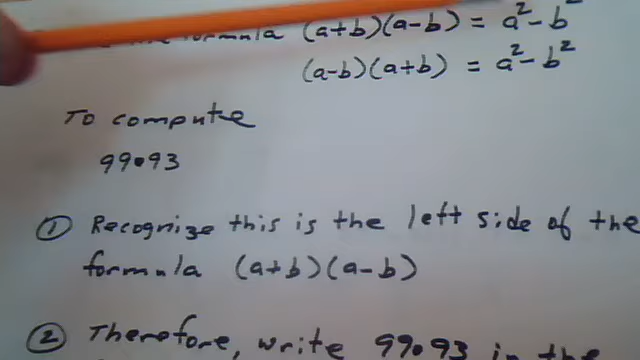 formula (a+b)(a-b) = a²-b²
(a-b)(a+b) = a²-b²
To compute
99•93
① Recognize this is the left side of the
formula (a+b)(a-b)
② Therefore, write 99•93 in the